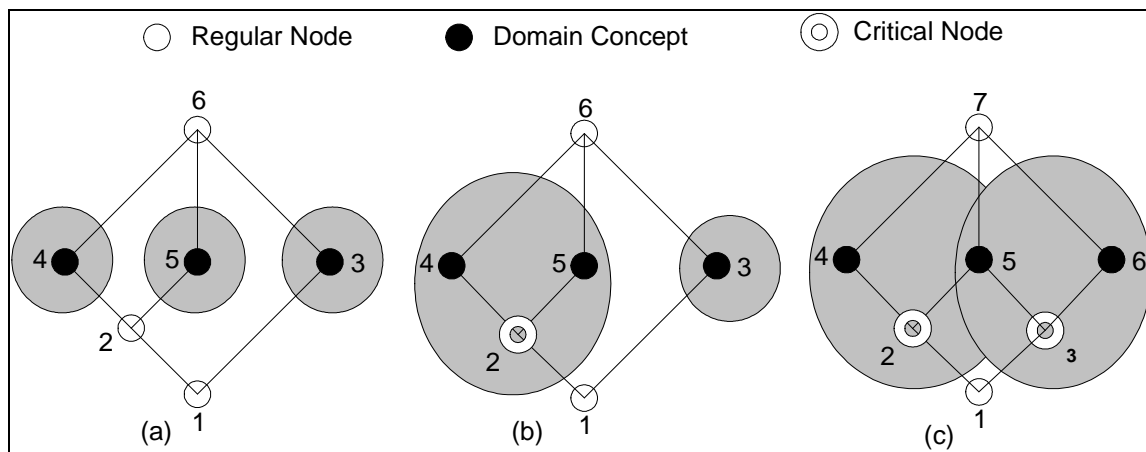 Regular Node Domain Concept Critical Node
6 6 7
4 5 3 4 5 3 4 5 6
2 2 2 3
1 1 1
(a) (b) (c)